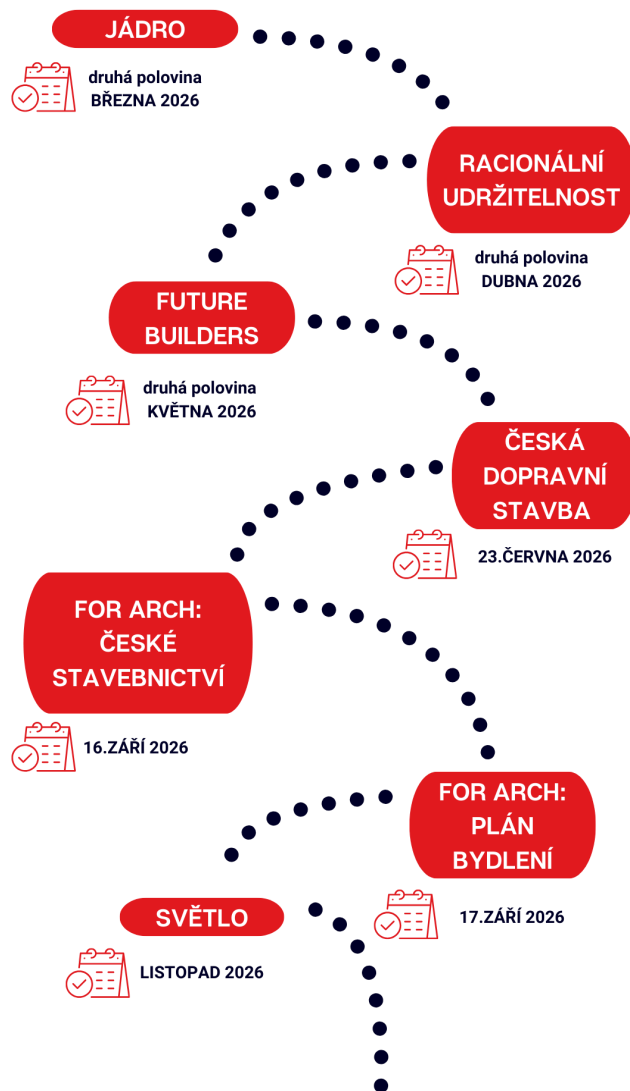 JÁDRO
druhá polovina
BŘEZNA 2026
RACIONÁLNÍ
UDRŽITELNOST
druhá polovina
DUBNA 2026
FUTURE
BUILDERS
druhá polovina
KVĚTNA 2026
ČESKÁ
DOPRAVNÍ
STAVBA
23.ČERVNA 2026
FOR ARCH:
ČESKÉ
STAVEBNICTVÍ
16.ZÁŘÍ 2026
FOR ARCH:
PLÁN
BYDLENÍ
17.ZÁŘÍ 2026
SVĚTLO
LISTOPAD 2026